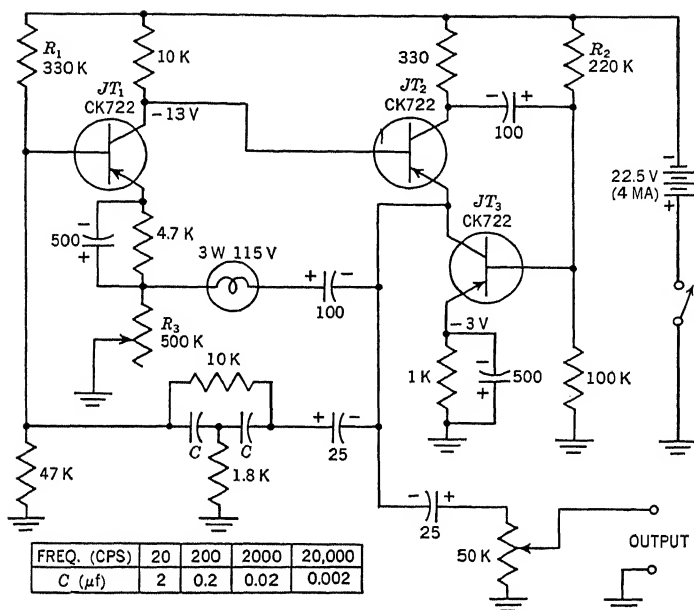 R₁
330 K
10 K
JT₁
CK722
−13 V
330
JT₂
CK722
R₂
220 K
− +
100
−
22.5 V
(4 MA)
+
JT₃
CK722
−
500
+
4.7 K
3 W 115 V
+ −
100
R₃
500 K
−3 V
1 K
−
500
+
100 K
10 K
C
C
+ −
25
47 K
1.8 K
− +
25
50 K
OUTPUT
FREQ. (CPS) 20 200 2000 20,000
C (μf) 2 0.2 0.02 0.002